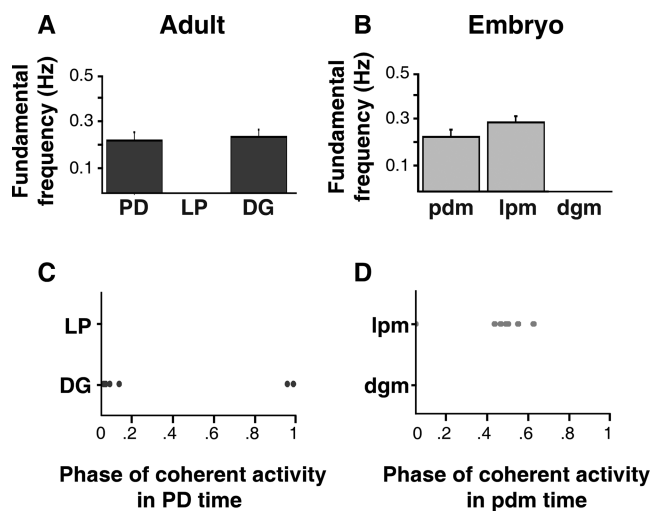 A Adult
Fundamental
frequency (Hz)
0.5
0.3
0.1
PD LP DG
B Embryo
Fundamental
frequency (Hz)
0.5
0.3
0.1
pdm lpm dgm
C
LP
DG
0 .2 .4 .6 .8 1
Phase of coherent activity
in PD time
D
lpm
dgm
0 .2 .4 .6 .8 1
Phase of coherent activity
in pdm time